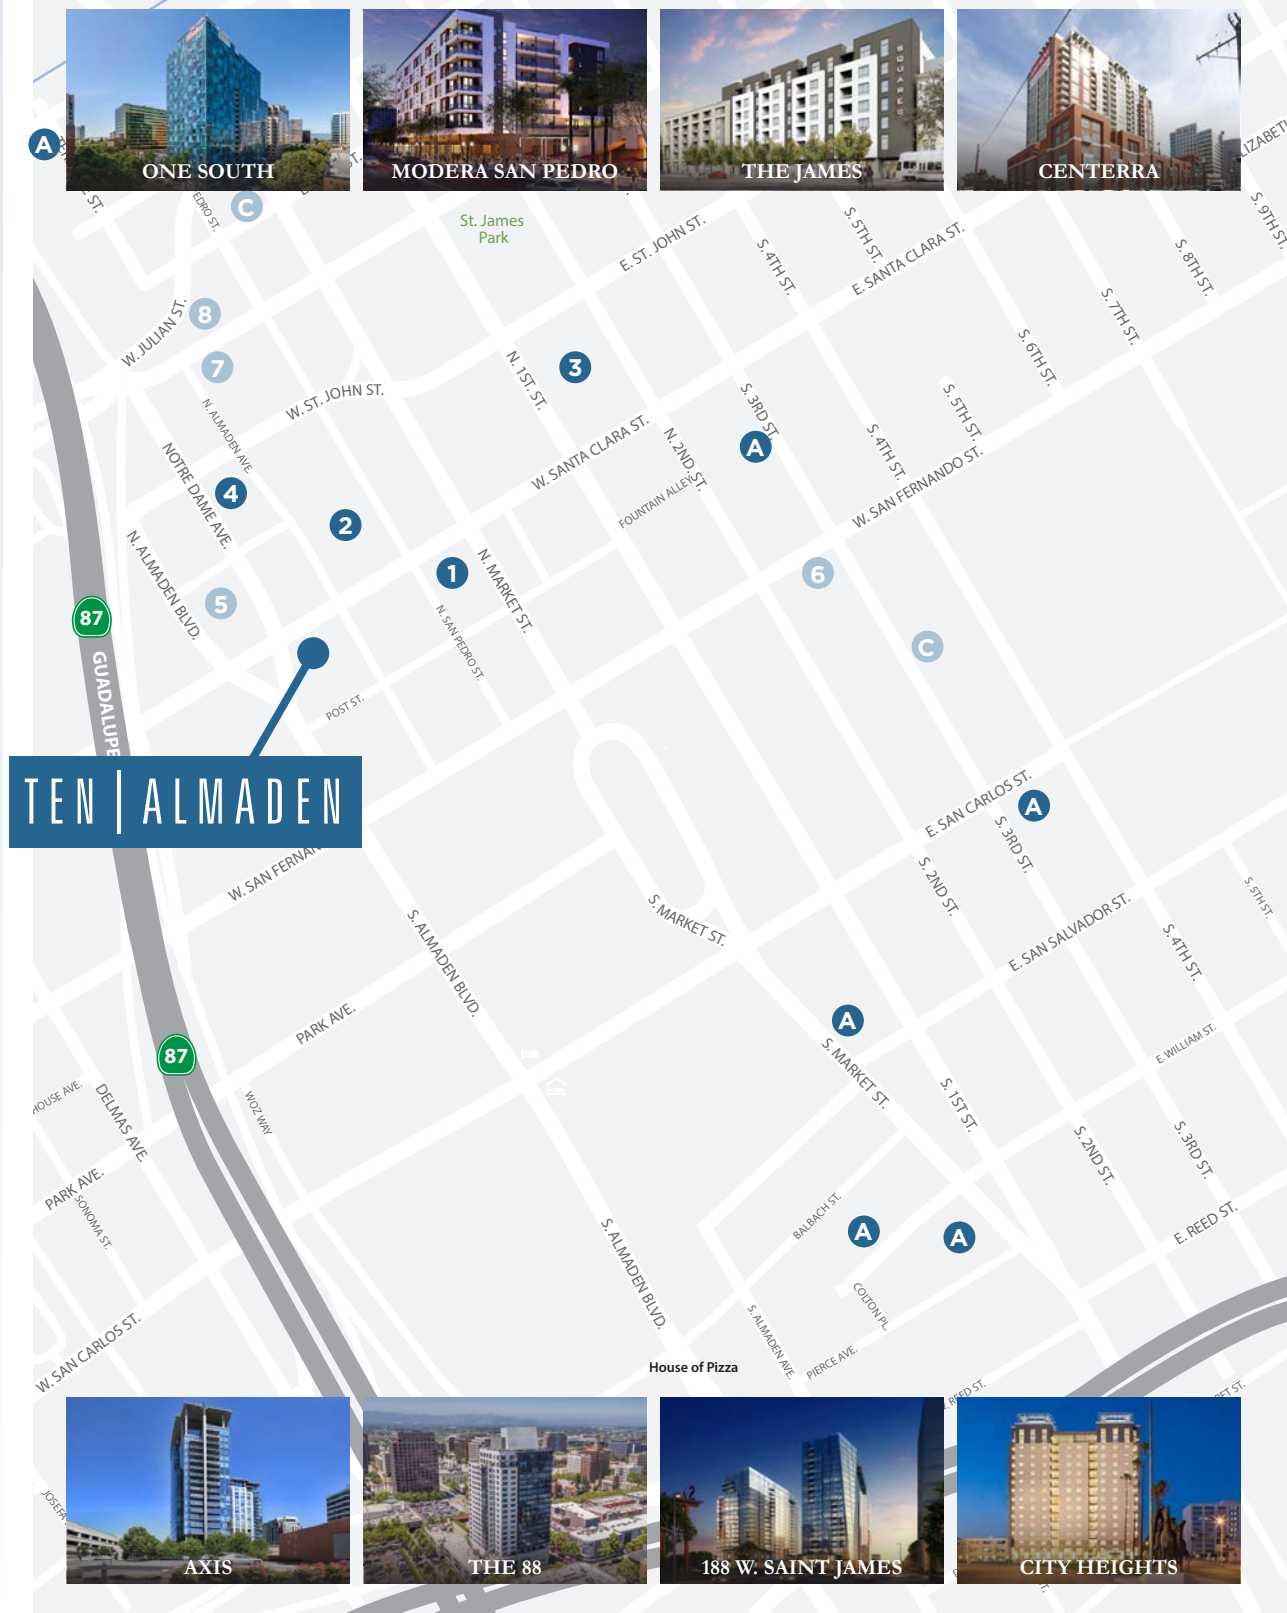 ONE SOUTH
MODERA SAN PEDRO
THE JAMES
SQUARES
CENTERRA
A
C
St. James
Park
E. ST. JOHN ST.
S. 4TH ST.
S. 5TH ST.
E. SANTA CLARA ST.
S. 7TH ST.
S. 8TH ST.
S. 9TH ST.
S. 6TH ST.
W. JULIAN ST.
8
7
W. ST. JOHN ST.
N. 1ST. ST.
3
S. 3RD ST.
A
S. 4TH ST.
S. 5TH ST.
N. ALMADEN AVE.
NOTRE DAME AVE.
4
2
W. SANTA CLARA ST.
N. 2ND. ST.
FOUNTAIN ALLEY
W. SAN FERNANDO ST.
N. ALMADEN BLVD.
5
1
N. MARKET ST.
6
87
GUADALUPE
N. SAN PEDRO ST.
C
POST ST.
TEN | ALMADEN
W. SAN FERNAN
E. SAN CARLOS ST.
A
S. 3RD ST.
S. 2ND ST.
S. 5TH ST.
S. MARKET ST.
S. ALMADEN BLVD.
E. SAN SALVADOR ST.
S. 4TH ST.
PARK AVE.
A
87
S. MARKET ST.
E. WILLIAM ST.
HOUSE AVE.
DELMAS AVE.
WOZ WAY
S. 1ST ST.
S. 2ND ST.
S. 3RD ST.
PARK AVE.
SONOMA ST.
BALBACH ST.
A
A
E. REED ST.
S. ALMADEN BLVD.
COLTON PL.
S. ALMADEN AVE.
PIERCE AVE.
W. SAN CARLOS ST.
House of Pizza
REED ST.
JOSEFA
AXIS
THE 88
188 W. SAINT JAMES
CITY HEIGHTS